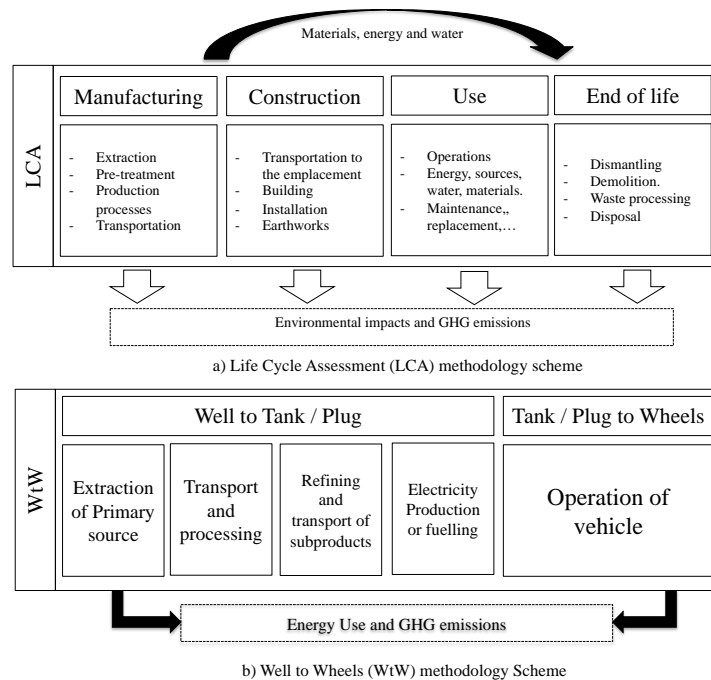 Materials, energy and water
LCA
Manufacturing
Construction
Use
End of life
- Extraction
- Pre-treatment
- Production
processes
- Transportation
- Transportation to
the emplacement
- Building
- Installation
- Earthworks
- Operations
- Energy, sources,
water, materials.
- Maintenance,,
replacement,…
- Dismantling
- Demolition.
- Waste processing
- Disposal
Environmental impacts and GHG emissions
a) Life Cycle Assessment (LCA) methodology scheme
WtW
Well to Tank / Plug
Tank / Plug to Wheels
Extraction
of Primary
source
Transport
and
processing
Refining
and
transport of
subproducts
Electricity
Production
or fuelling
Operation of
vehicle
Energy Use and GHG emissions
b) Well to Wheels (WtW) methodology Scheme